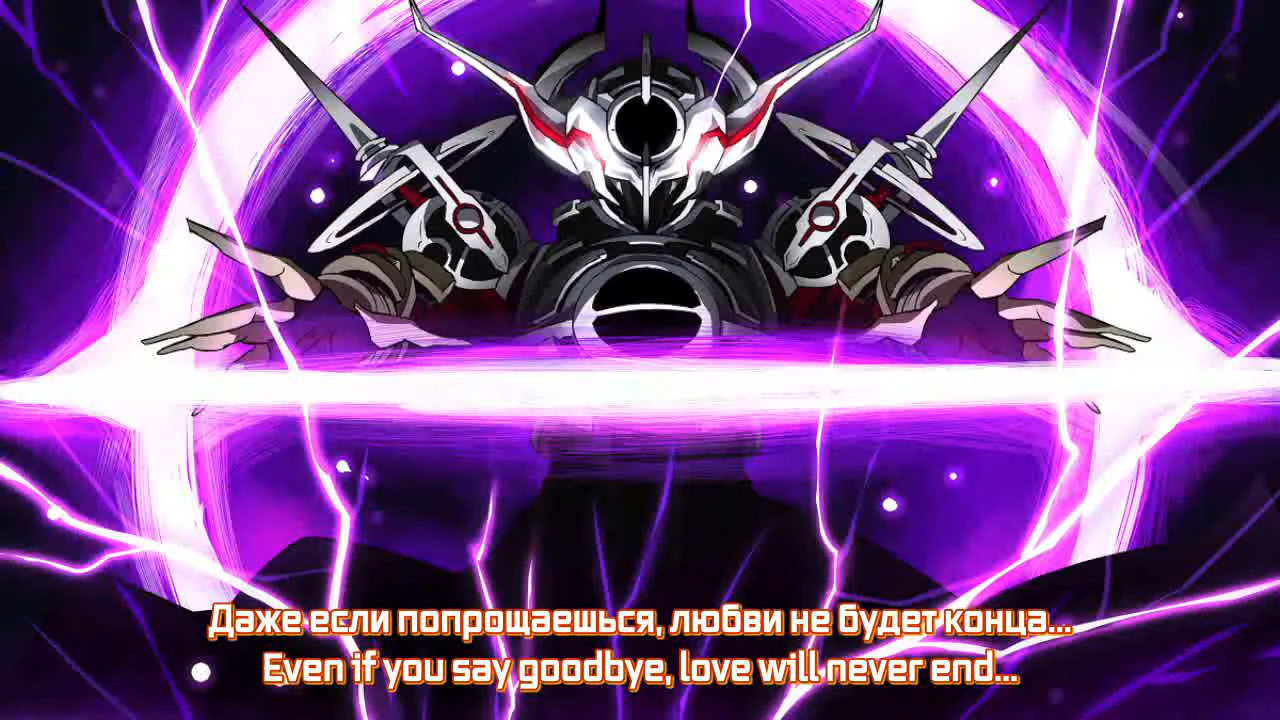 Даже если попрощаешься, любви не будет конца...
Even if you say goodbye, love will never end...